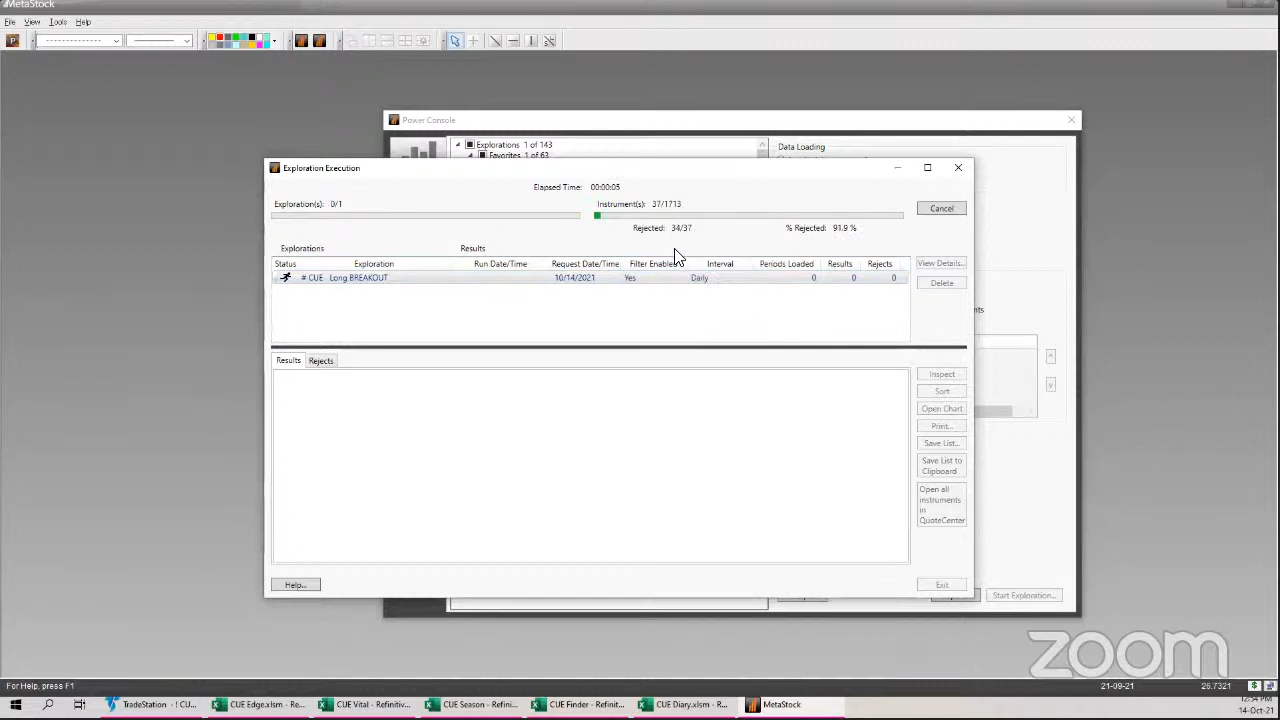 MetaStock
File View Tools Help
Power Console
Explorations 1 of 143
Favorites 1 of 63
Data Loading
Exploration Execution
Elapsed Time: 00:00:05
Exploration(s): 0/1
Instrument(s): 37/1713
Cancel
Rejected: 34/37
% Rejected: 91.9 %
Explorations
Results
Status Exploration Run Date/Time Request Date/Time Filter Enabled Interval Periods Loaded Results Rejects
View Details...
# CUE Long BREAKOUT 10/14/2021 Yes Daily 0 0 0
Delete
nts
Results Rejects
Inspect
Sort
Open Chart
Print...
Save List...
Save List to
Clipboard
Open all
instruments
in
QuoteCenter
Help...
Exit
Start Exploration...
zoom
For Help, press F1
21-09-21 26.7321
TradeStation - ! CU...
CUE Edge.xlsm - Re...
CUE Vital - Refinitiv...
CUE Season - Refini...
CUE Finder - Refinit...
CUE Diary.xlsm - R...
MetaStock
12:54 PM
14-Oct-21